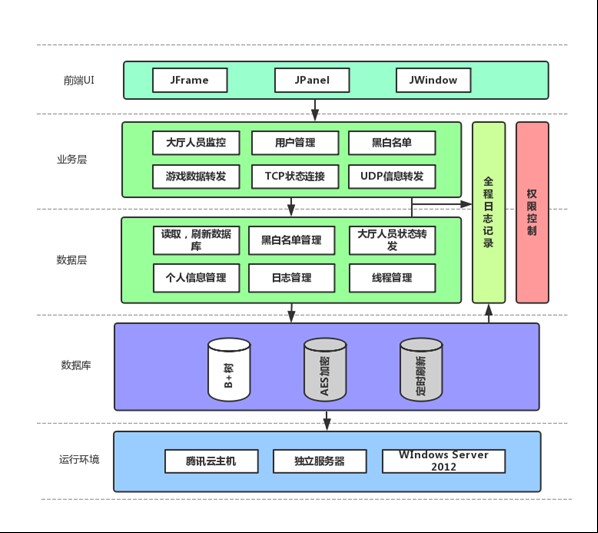 前端UI
JFrame
JPanel
JWindow
业务层
大厅人员监控
用户管理
黑白名单
游戏数据转发
TCP状态连接
UDP信息转发
全
程
日
志
记
录
权
限
控
制
数据层
读取，刷新数据
库
黑白名单管理
大厅人员状态转
发
个人信息管理
日志管理
线程管理
数据库
B+树
AES加密
定时刷新
运行环境
腾讯云主机
独立服务器
WIndows Server
2012